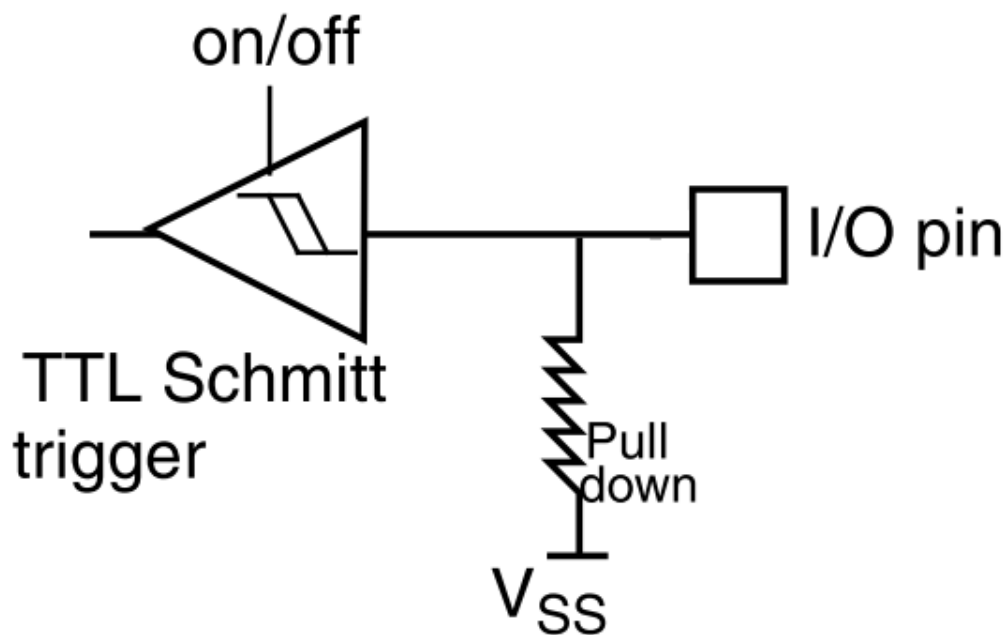 on/off
I/O pin
TTL Schmitt
trigger
Pull
down
VSS